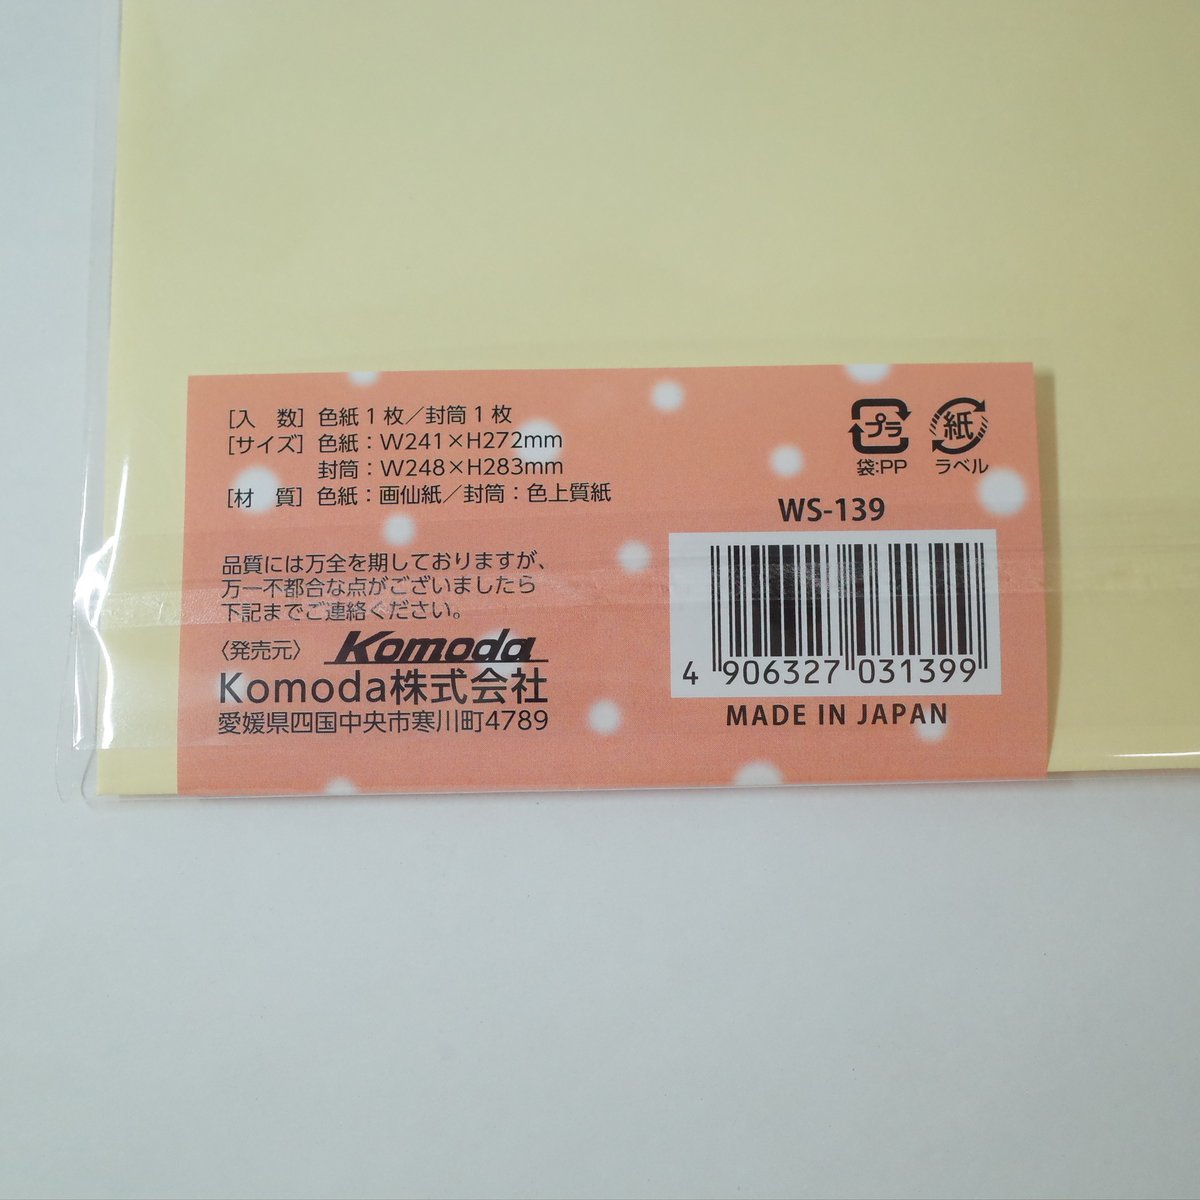 [入 数] 色紙1枚/封筒1枚
[サイズ] 色紙:W241×H272mm
封筒:W248×H283mm
[材 質] 色紙:画仙紙/封筒:色上質紙
品質には万全を期しておりますが、
万一不都合な点がございましたら
下記までご連絡ください。
〈発売元〉 Komoda
Komoda株式会社
愛媛県四国中央市寒川町4789
プラ 紙
袋:PP ラベル
WS-139
4 906327 031399
MADE IN JAPAN